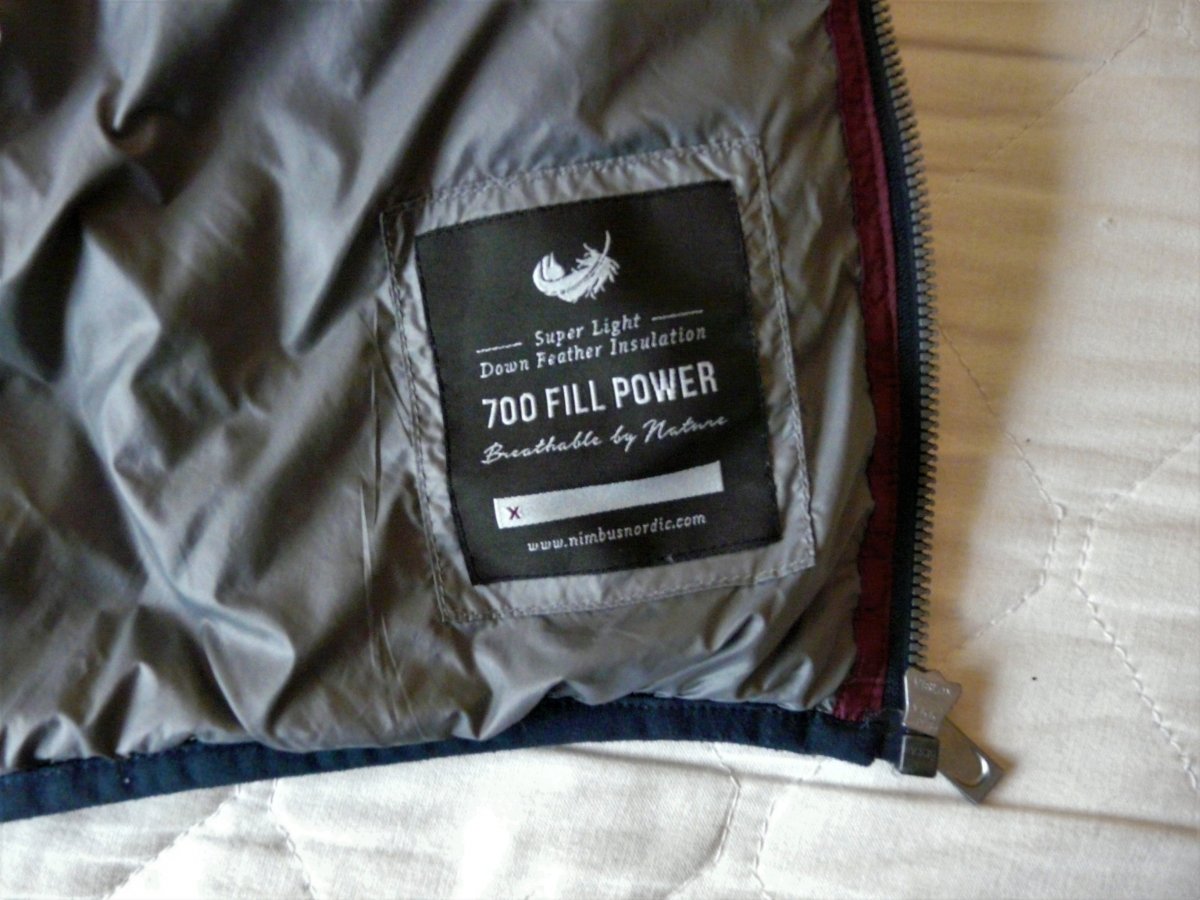 Super Light
Down Feather Insulation
700 FILL POWER
Breathable by Nature
X
www.nimbusnordic.com